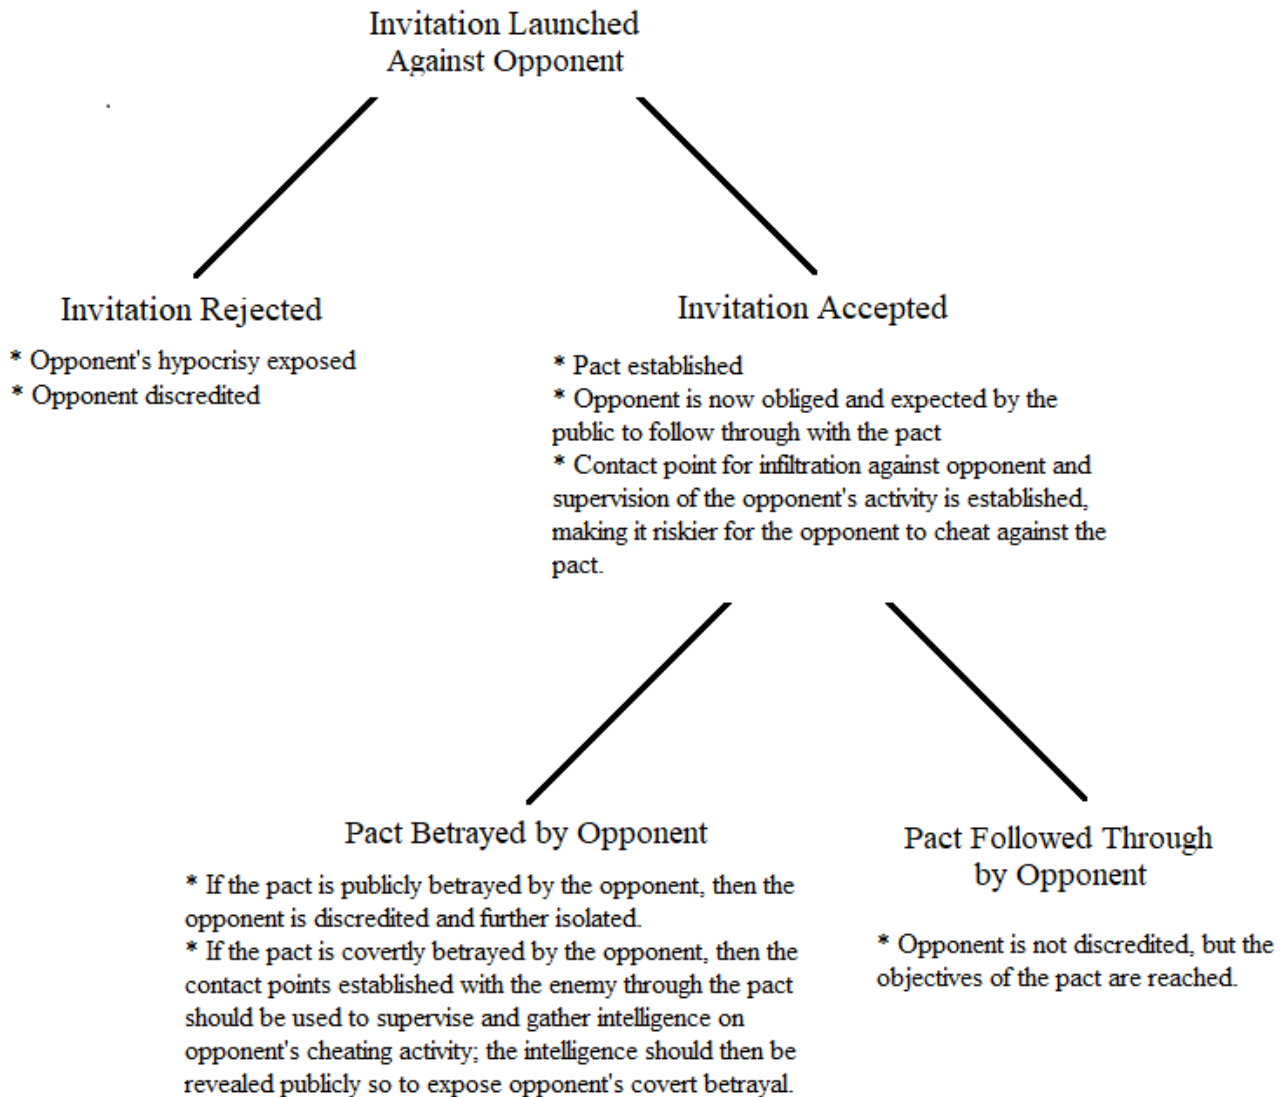 Invitation Launched
Against Opponent
Invitation Rejected
* Opponent's hypocrisy exposed
* Opponent discredited
Invitation Accepted
* Pact established
* Opponent is now obliged and expected by the
public to follow through with the pact
* Contact point for infiltration against opponent and
supervision of the opponent's activity is established,
making it riskier for the opponent to cheat against the
pact.
Pact Betrayed by Opponent
* If the pact is publicly betrayed by the opponent, then the
opponent is discredited and further isolated.
* If the pact is covertly betrayed by the opponent, then the
contact points established with the enemy through the pact
should be used to supervise and gather intelligence on
opponent's cheating activity; the intelligence should then be
revealed publicly so to expose opponent's covert betrayal.
Pact Followed Through
by Opponent
* Opponent is not discredited, but the
objectives of the pact are reached.